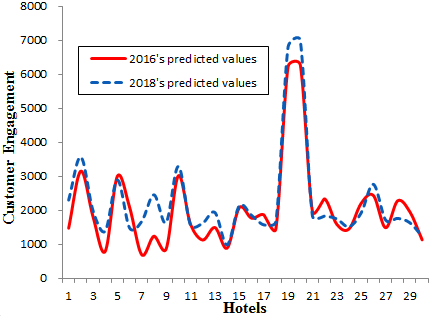 8000
7000
6000
5000
4000
3000
2000
1000
0
Customer Engagement
2016's predicted values
2018's predicted values
1 3 5 7 9 11 13 15 17 19 21 23 25 27 29
Hotels